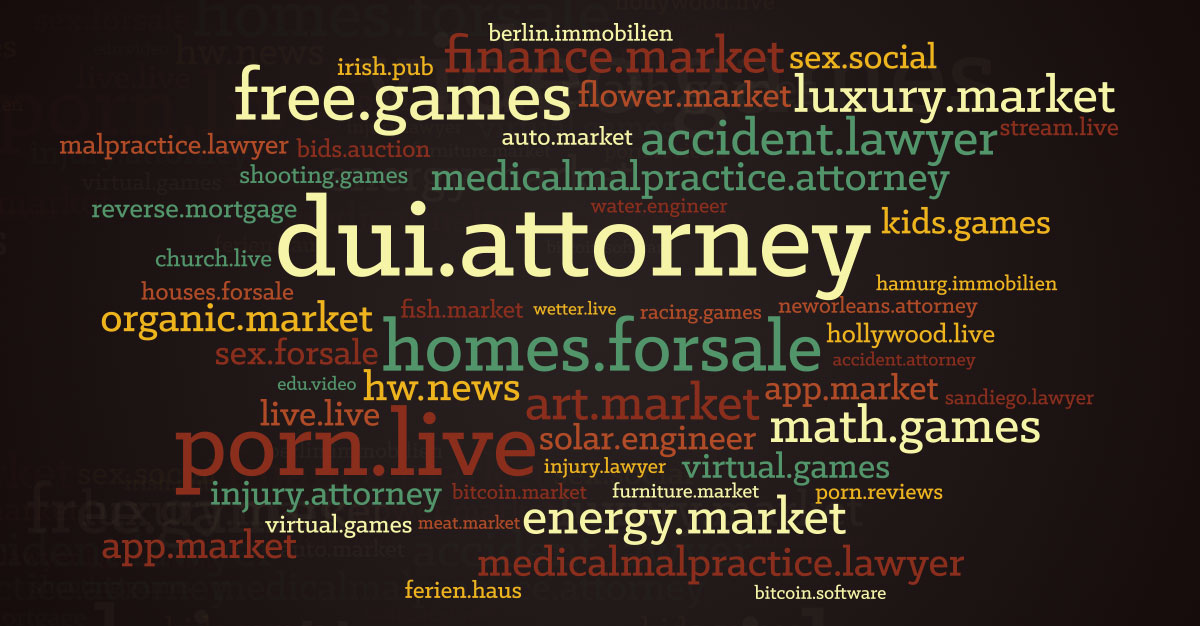 berlin.immobilien
finance.market
sex.social
irish.pub
free.games
flower.market
luxury.market
auto.market
accident.lawyer
stream.live
malpractice.lawyer
bids.auction
shooting.games
medicalmalpractice.attorney
reverse.mortgage
water.engineer
dui.attorney
kids.games
church.live
hamurg.immobilien
houses.forsale
organic.market
fish.market
wetter.live
racing.games
neworleans.attorney
homes.forsale
hollywood.live
sex.forsale
accident.attorney
edu.video
hw.news
art.market
app.market
sandiego.lawyer
live.live
porn.live
solar.engineer
math.games
injury.lawyer
virtual.games
injury.attorney
bitcoin.market
furniture.market
porn.reviews
virtual.games
meat.market
energy.market
app.market
medicalmalpractice.lawyer
ferien.haus
bitcoin.software